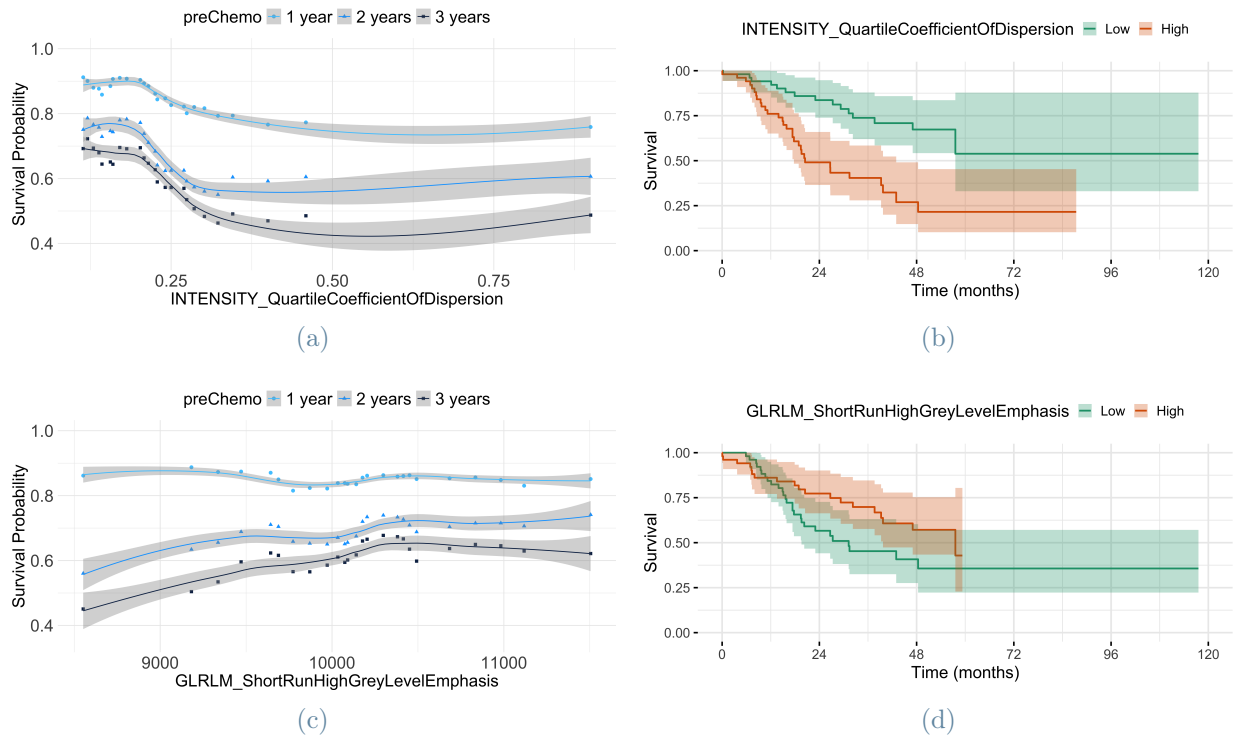 preChemo 1 year 2 years 3 years
1.0
0.8
0.6
0.4
Survival Probability
0.25 0.50 0.75
INTENSITY_QuartileCoefficientOfDispersion
(a)
INTENSITY_QuartileCoefficientOfDispersion Low High
1.00
0.75
0.50
0.25
0.00
Survival
0 24 48 72 96 120
Time (months)
(b)
preChemo 1 year 2 years 3 years
1.0
0.8
0.6
0.4
Survival Probability
9000 10000 11000
GLRLM_ShortRunHighGreyLevelEmphasis
(c)
GLRLM_ShortRunHighGreyLevelEmphasis Low High
1.00
0.75
0.50
0.25
0.00
Survival
0 24 48 72 96 120
Time (months)
(d)